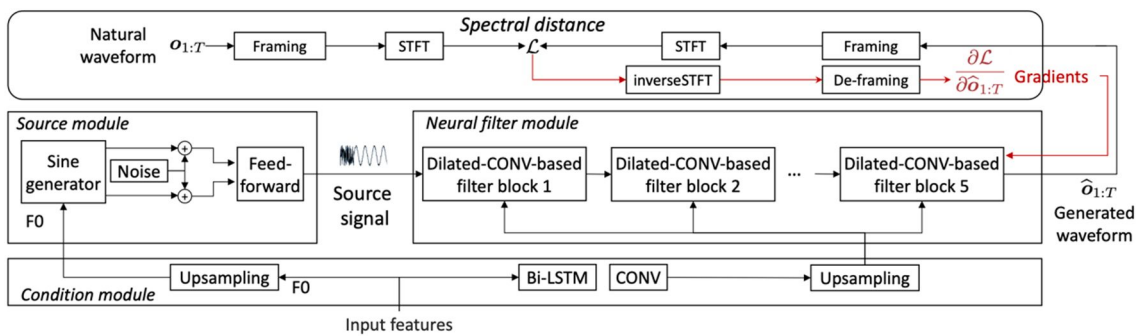 Spectral distance
Natural
waveform
o₁:T
Framing
STFT
ℒ
STFT
Framing
inverseSTFT
De-framing
∂ℒ
∂ô₁:T
Gradients
Source module
Sine
generator
Noise
+
+
Feed-
forward
F0
Source
signal
Neural filter module
Dilated-CONV-based
filter block 1
Dilated-CONV-based
filter block 2
...
Dilated-CONV-based
filter block 5
ô₁:T
Generated
waveform
Condition module
Upsampling
F0
Bi-LSTM
CONV
Upsampling
Input features